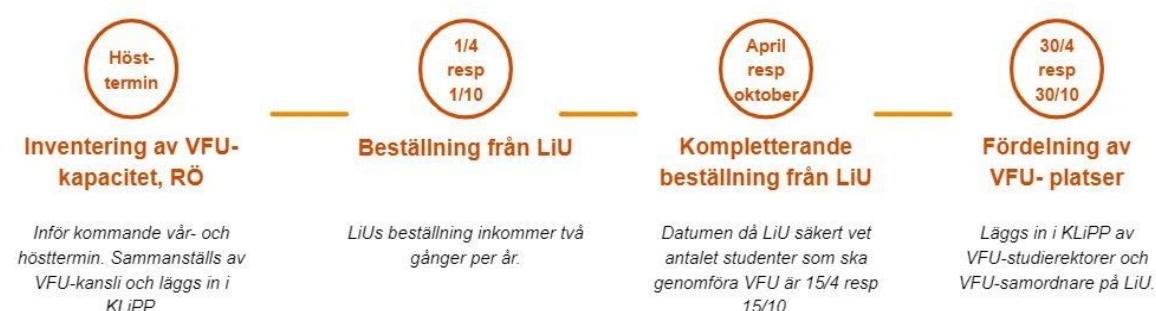 Höst-
termin
Inventering av VFU-
kapacitet, RÖ
Inför kommande vår- och
hösttermin. Sammanställs av
VFU-kansli och läggs in i
KLiPP
1/4
resp
1/10
Beställning från LiU
LiUs beställning inkommer två
gånger per år.
April
resp
oktober
Kompletterande
beställning från LiU
Datumen då LiU säkert vet
antalet studenter som ska
genomföra VFU är 15/4 resp
15/10
30/4
resp
30/10
Fördelning av
VFU- platser
Läggs in i KLiPP av
VFU-studierektorer och
VFU-samordnare på LiU.